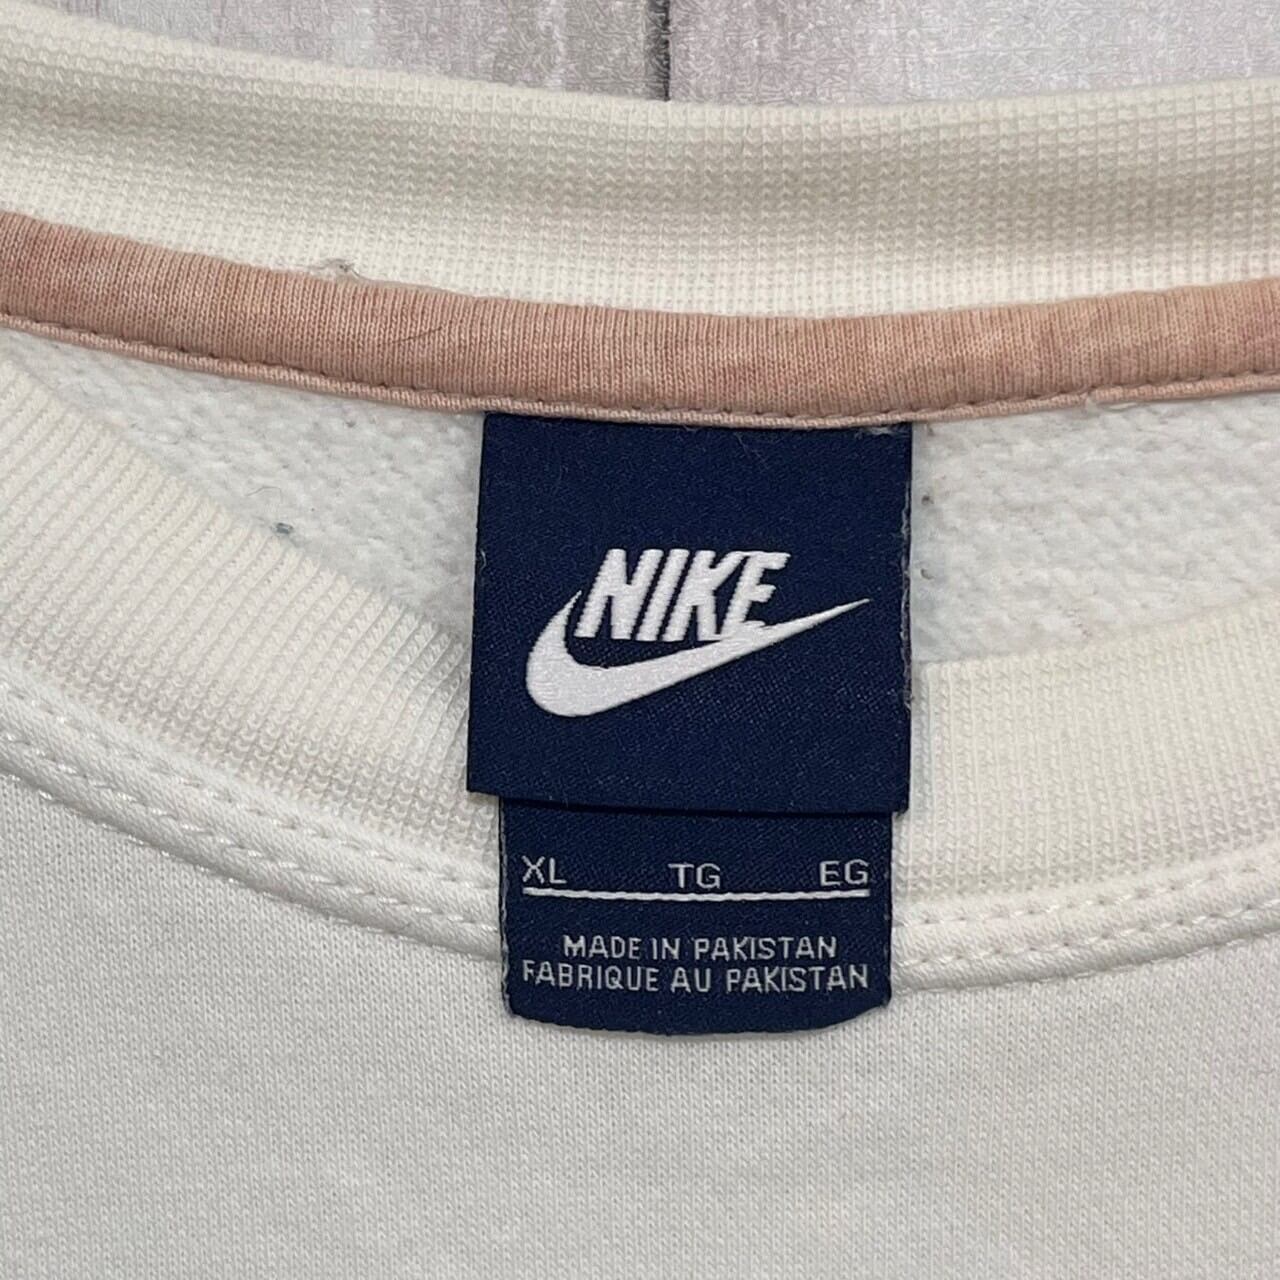 NIKE
XL TG EG
MADE IN PAKISTAN
FABRIQUE AU PAKISTAN